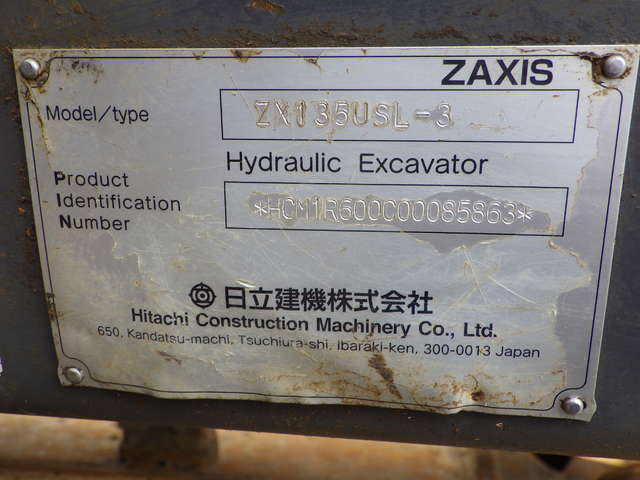 ZAXIS
Model/type ZX135USL-3
Hydraulic Excavator
Product
Identification
Number
*HCM1R600C00085863*
日立建機株式会社
Hitachi Construction Machinery Co., Ltd.
650, Kandatsu-machi, Tsuchiura-shi, Ibaraki-ken, 300-0013 Japan